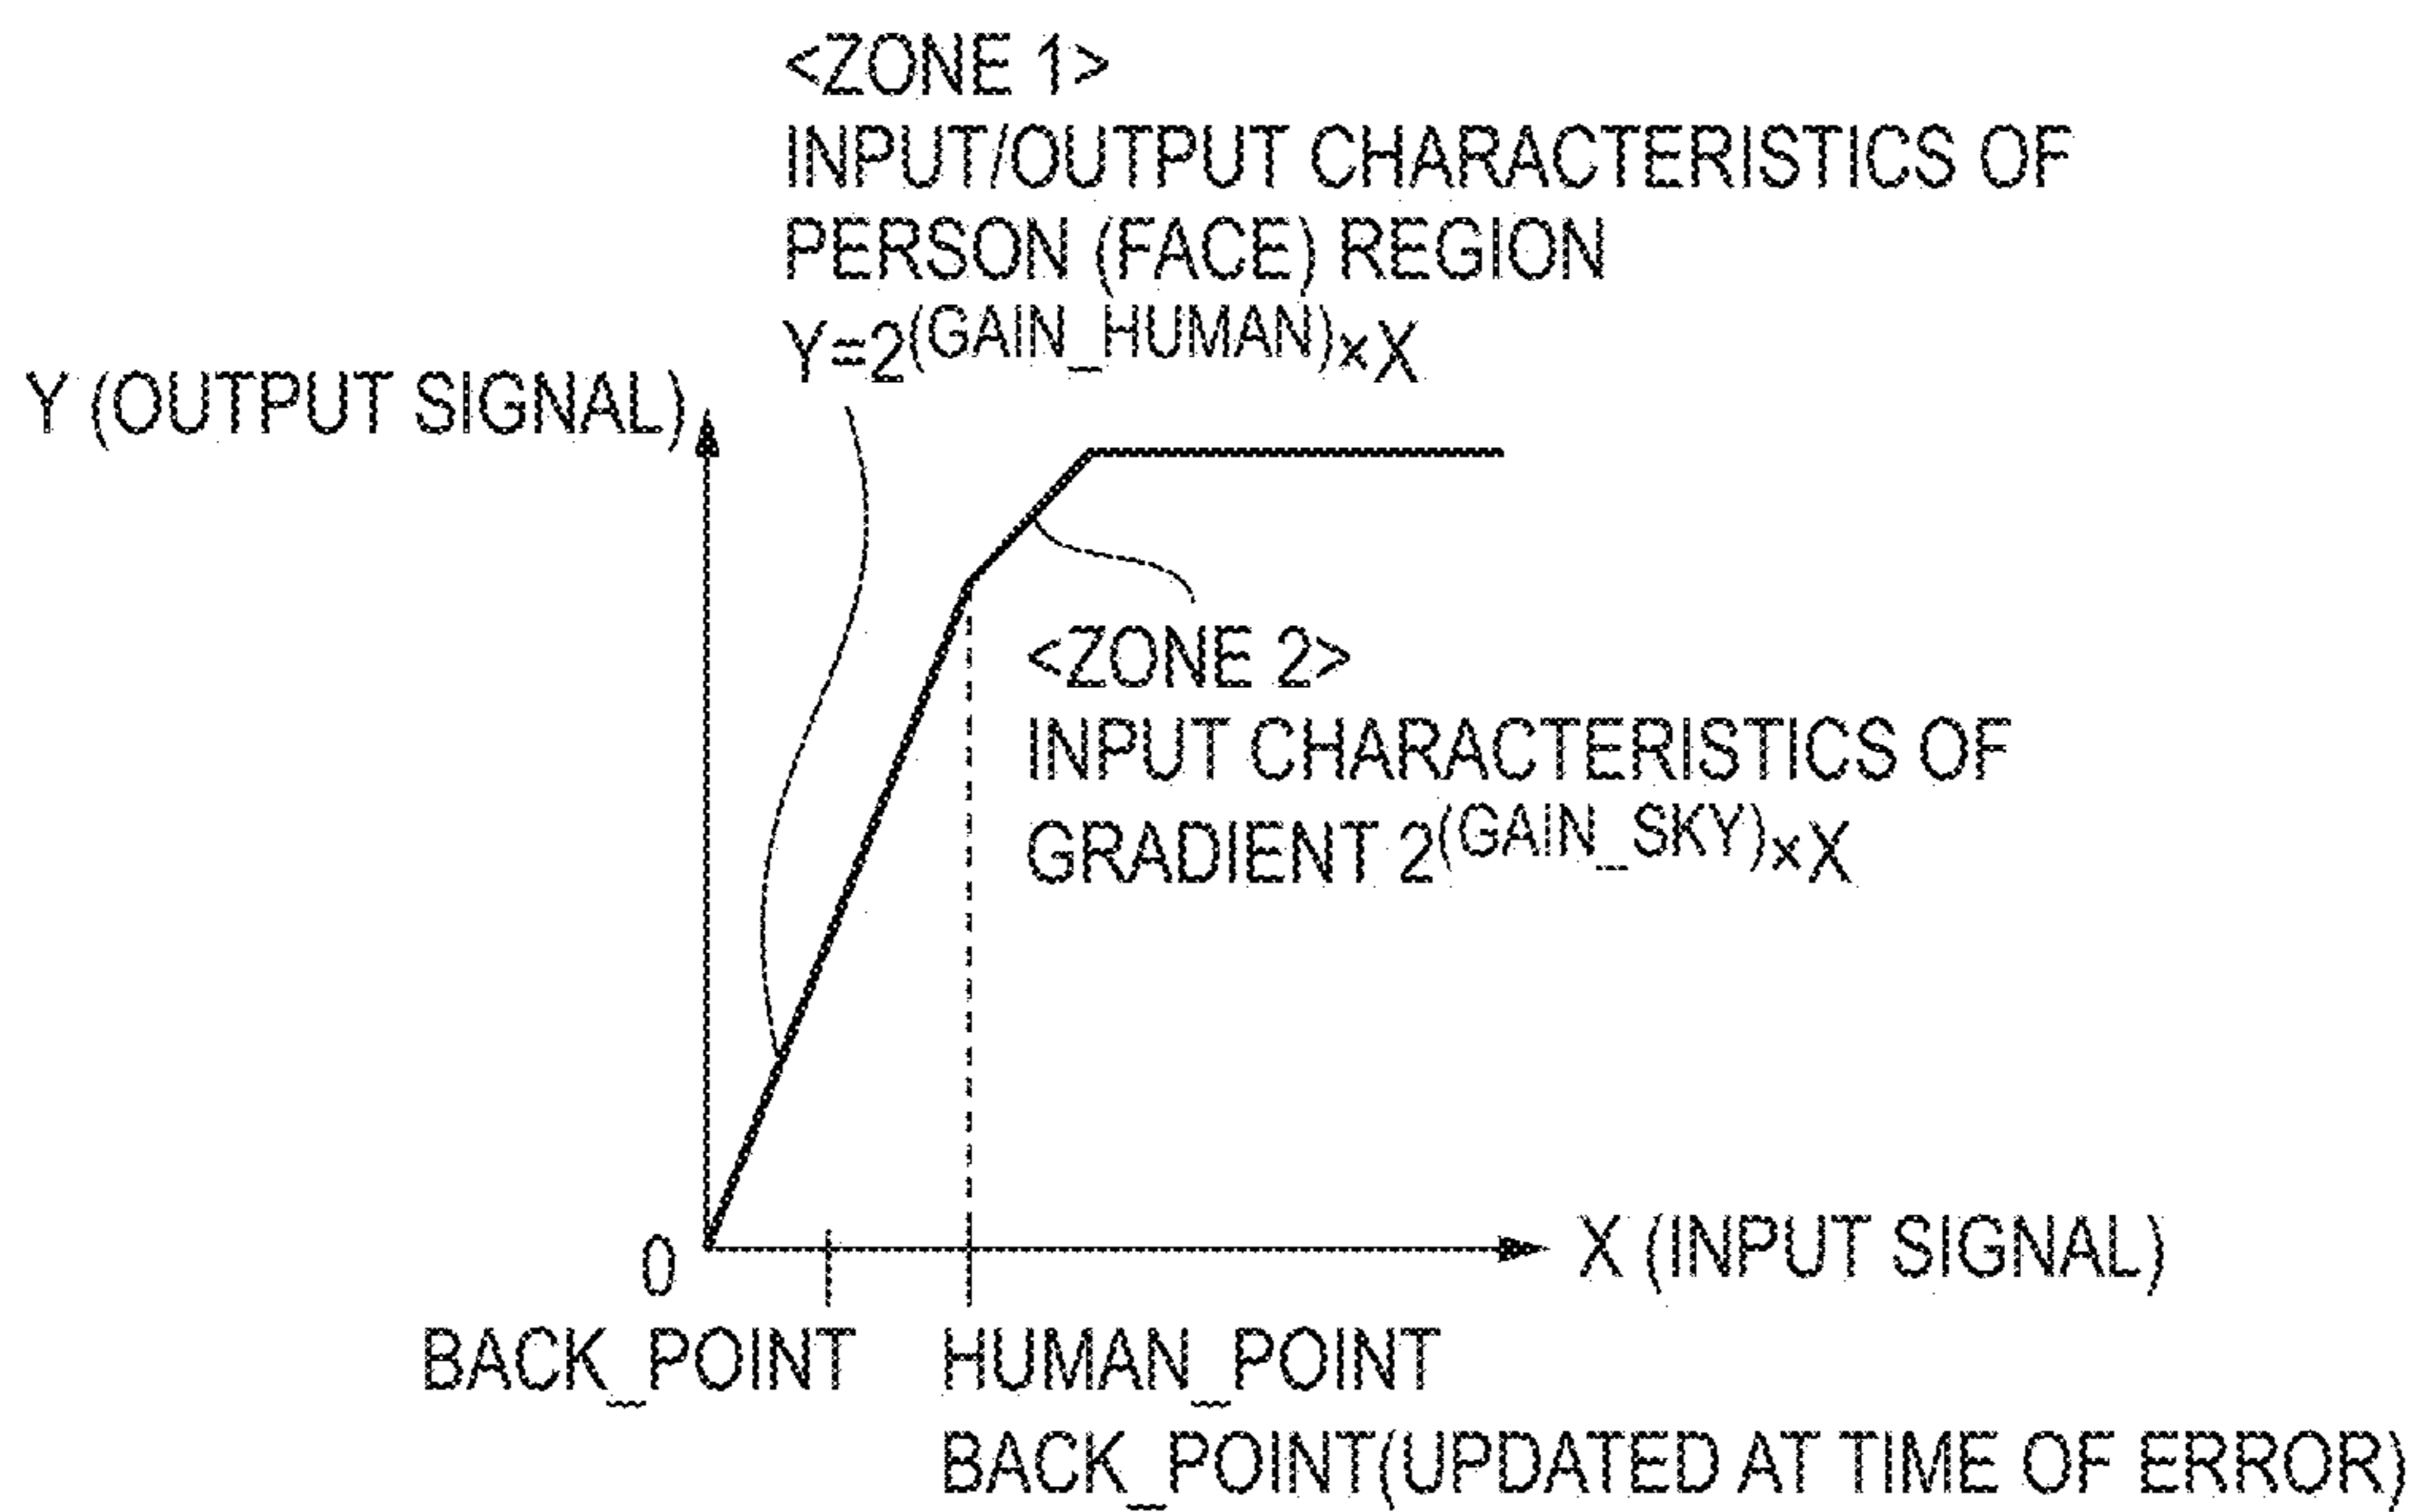 <ZONE 1>
INPUT/OUTPUT CHARACTERISTICS OF
PERSON (FACE) REGION
Y=2^(GAIN_HUMAN)×X
Y (OUTPUT SIGNAL)
<ZONE 2>
INPUT CHARACTERISTICS OF
GRADIENT 2^(GAIN_SKY)×X
0
X (INPUT SIGNAL)
BACK_POINT HUMAN_POINT
BACK_POINT(UPDATED AT TIME OF ERROR)